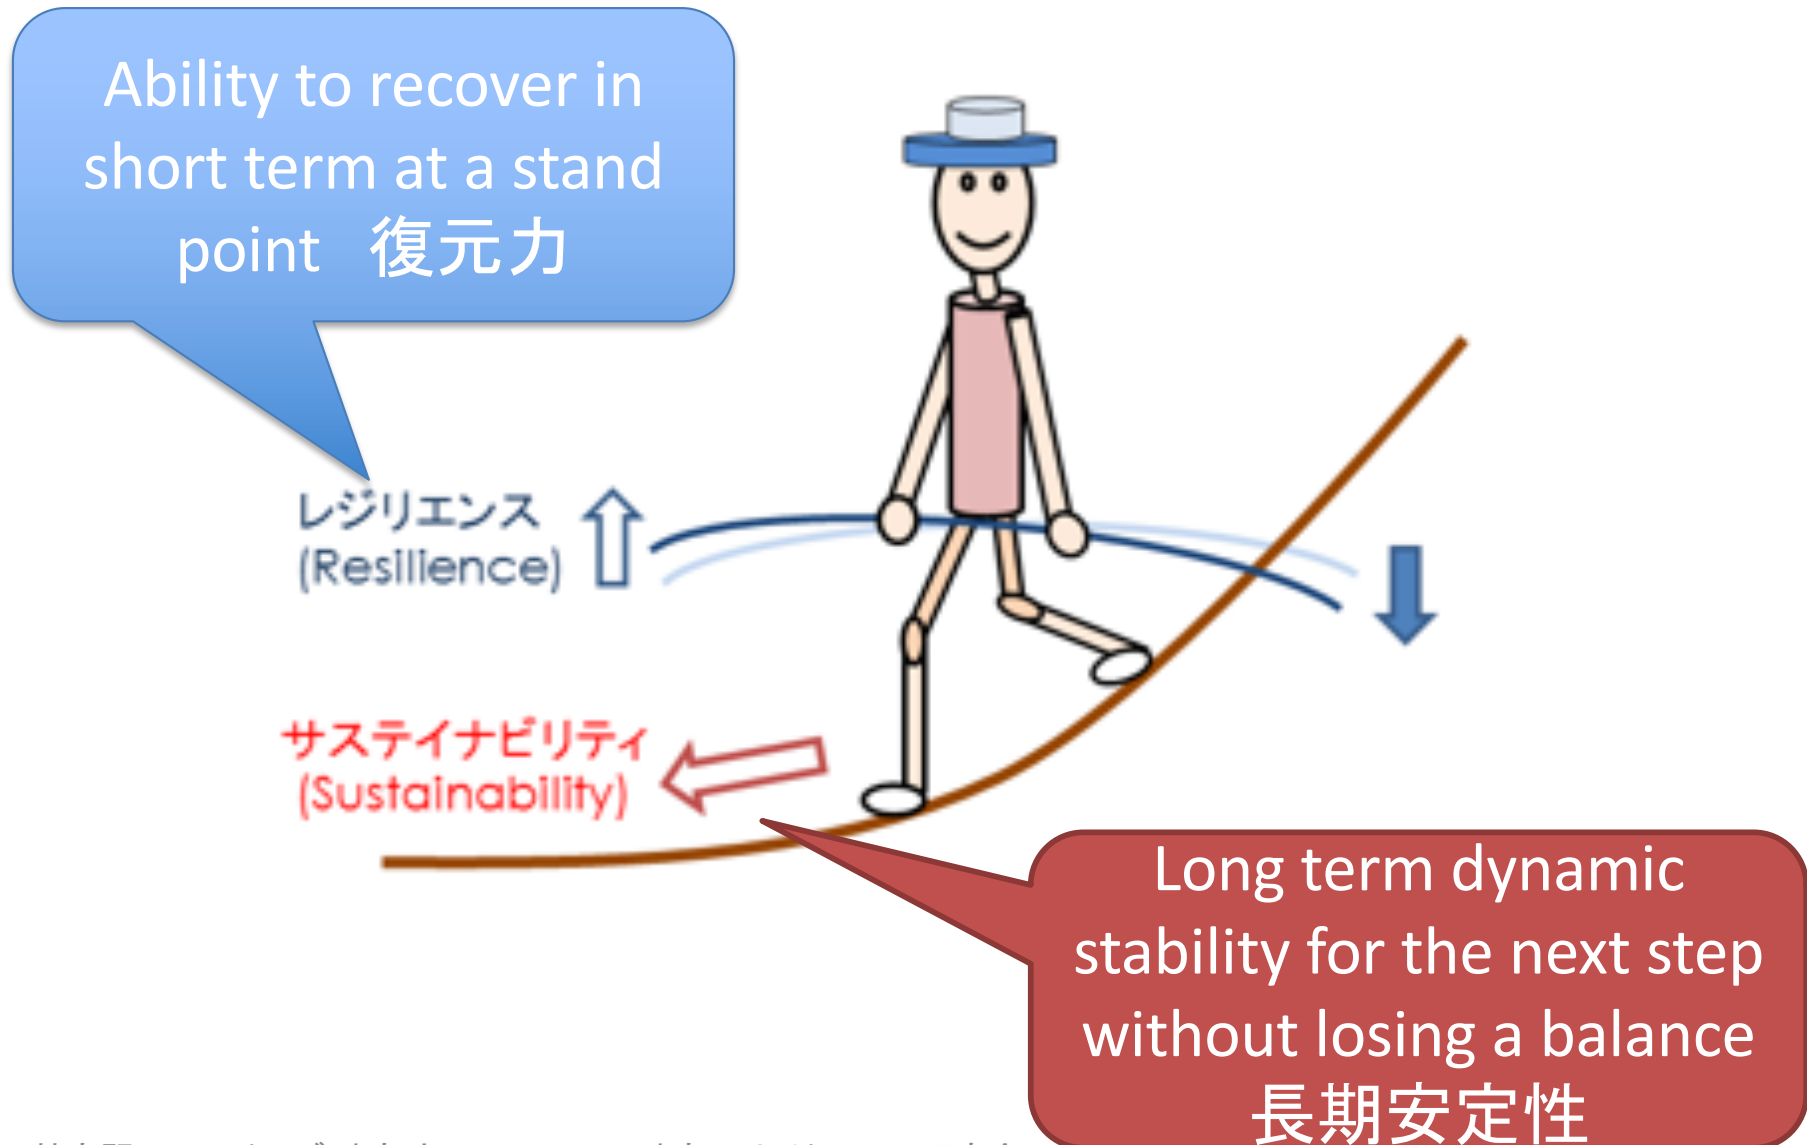 Ability to recover in
short term at a stand
point 復元力
レジリエンス
(Resilience)
サステイナビリティ
(Sustainability)
Long term dynamic
stability for the next step
without losing a balance
長期安定性